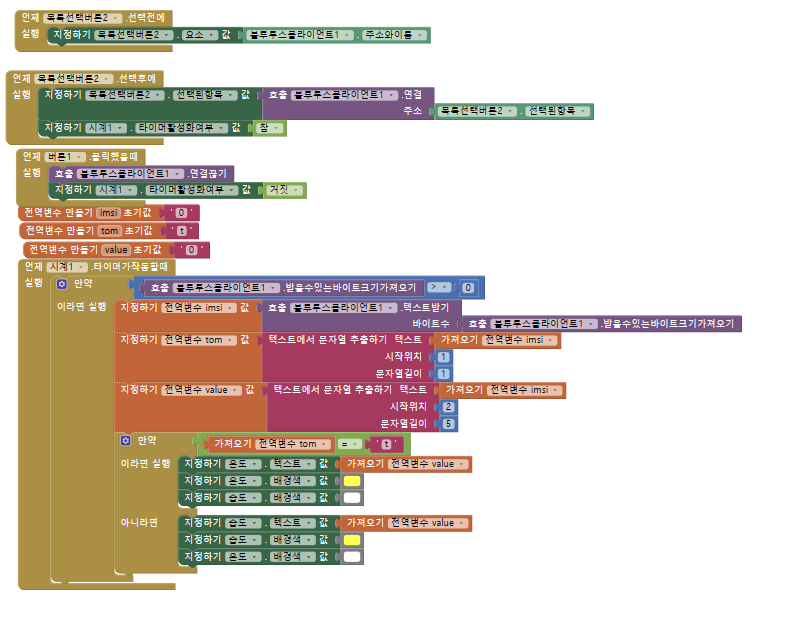 언제 목록선택버튼2 .선택전에
실행 지정하기 목록선택버튼2 . 요소 값 블루투스클라이언트1 . 주소와이름
언제 목록선택버튼2 .선택후에
실행 지정하기 목록선택버튼2 . 선택된항목 값 호출 블루투스클라이언트1 .연결
주소 목록선택버튼2 . 선택된항목
지정하기 시계1 . 타이머활성화여부 값 참
언제 버튼1 .클릭했을때
실행 호출 블루투스클라이언트1 .연결끊기
지정하기 시계1 . 타이머활성화여부 값 거짓
전역변수 만들기 imsi 초기값 " 0 "
전역변수 만들기 tom 초기값 " t "
전역변수 만들기 value 초기값 " 0 "
언제 시계1 .타이머가작동할때
실행 만약 호출 블루투스클라이언트1 .받을수있는바이트크기가져오기 > 0
이라면 실행 지정하기 전역변수 imsi 값 호출 블루투스클라이언트1 .텍스트받기
바이트수 호출 블루투스클라이언트1 .받을수있는바이트크기가져오기
지정하기 전역변수 tom 값 텍스트에서 문자열 추출하기 텍스트 가져오기 전역변수 imsi
시작위치 1
문자열길이 1
지정하기 전역변수 value 값 텍스트에서 문자열 추출하기 텍스트 가져오기 전역변수 imsi
시작위치 2
문자열길이 5
만약 가져오기 전역변수 tom = " t "
이라면 실행 지정하기 온도 . 텍스트 값 가져오기 전역변수 value
지정하기 온도 . 배경색 값
지정하기 습도 . 배경색 값
아니라면 지정하기 습도 . 텍스트 값 가져오기 전역변수 value
지정하기 습도 . 배경색 값
지정하기 온도 . 배경색 값